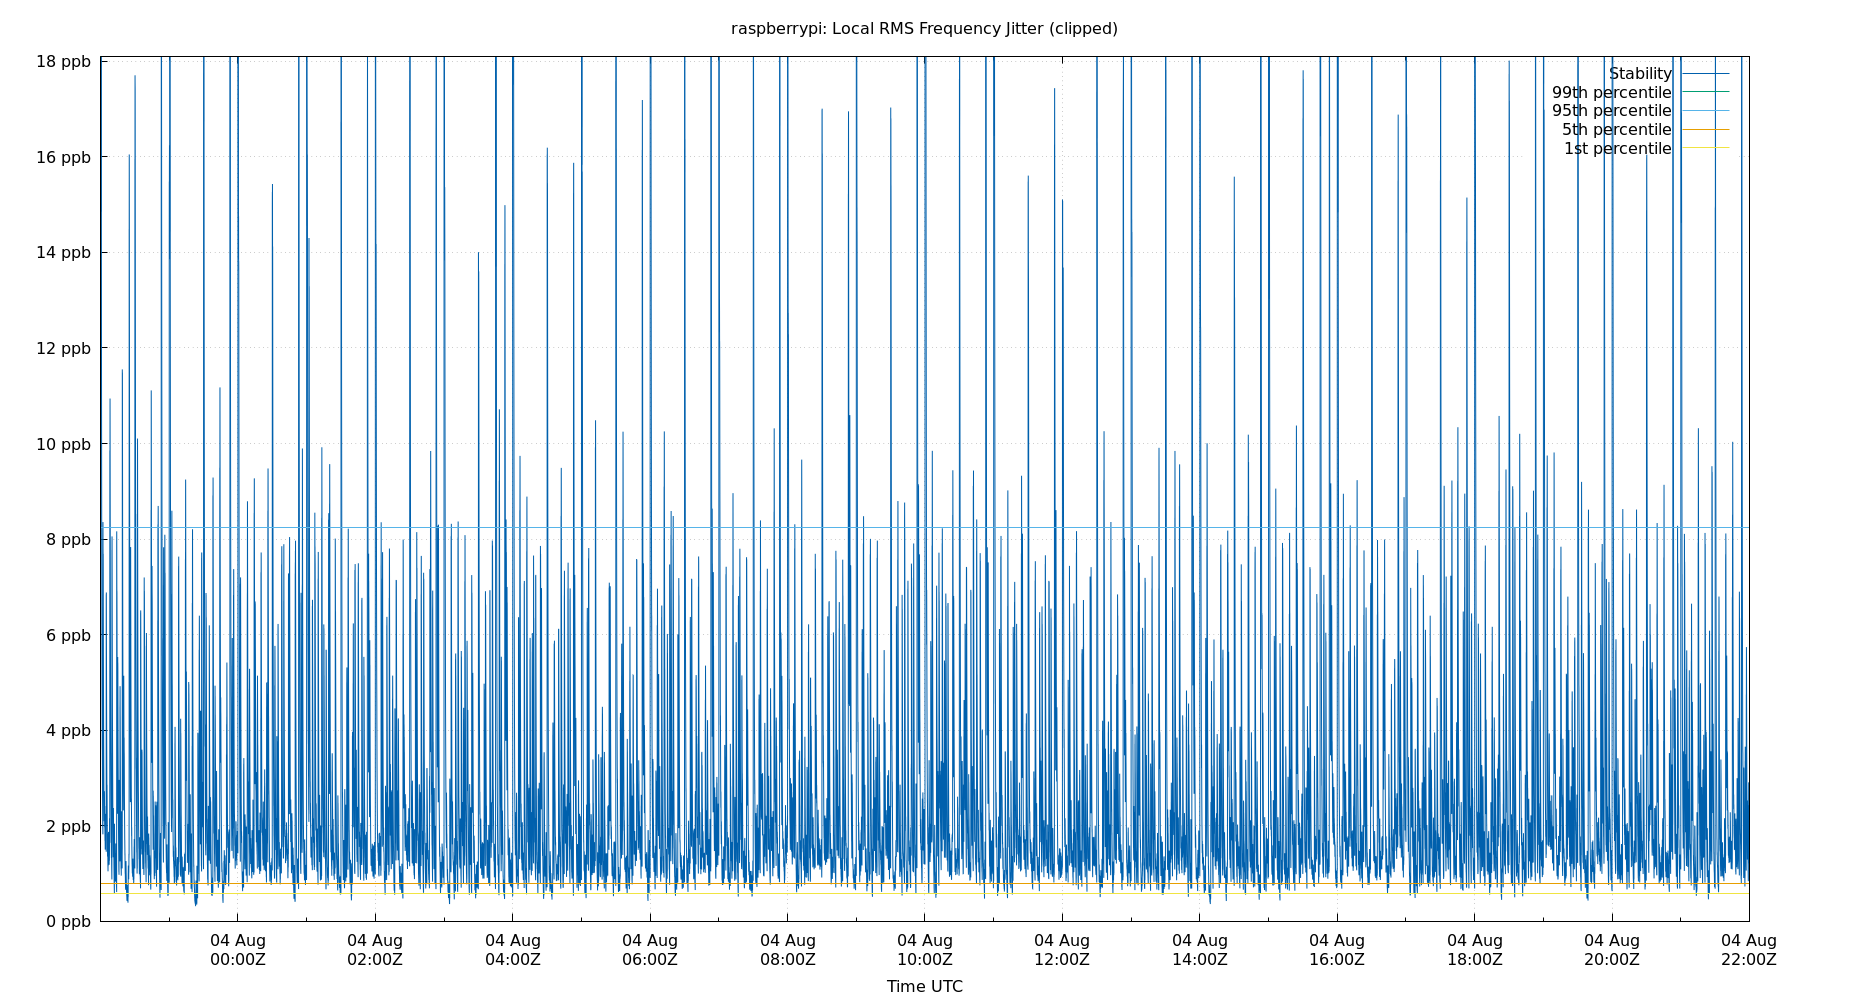 raspberrypi: Local RMS Frequency Jitter (clipped)
18 ppb
16 ppb
14 ppb
12 ppb
10 ppb
8 ppb
6 ppb
4 ppb
2 ppb
0 ppb
Stability
99th percentile
95th percentile
5th percentile
1st percentile
04 Aug 04 Aug 04 Aug 04 Aug 04 Aug 04 Aug 04 Aug 04 Aug 04 Aug 04 Aug 04 Aug 04 Aug
00:00Z 02:00Z 04:00Z 06:00Z 08:00Z 10:00Z 12:00Z 14:00Z 16:00Z 18:00Z 20:00Z 22:00Z
Time UTC